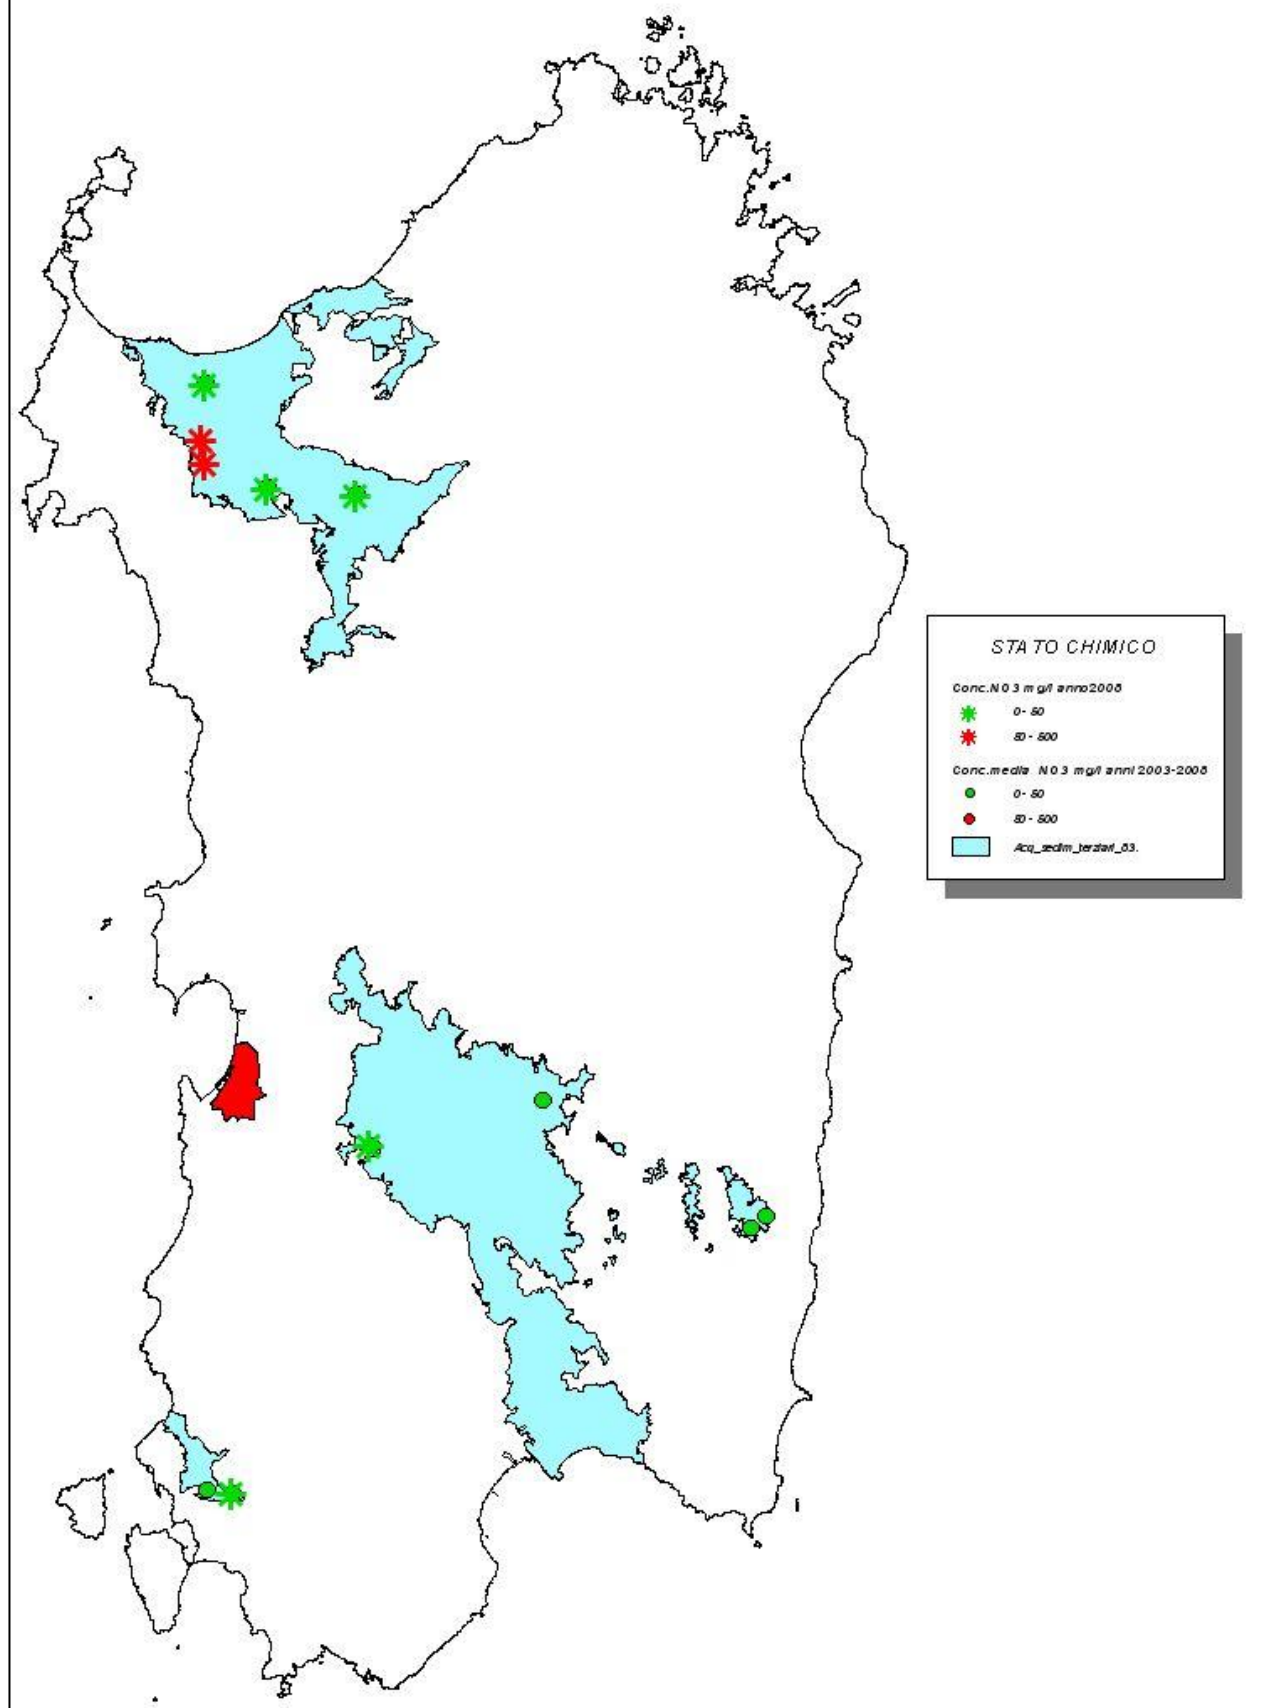 STATO CHIMICO
Conc.NO3 mg/l anno2008
0- 50
50 - 500
Conc.media NO3 mg/l anni 2003-2008
0- 50
50 - 500
Acq_sedim_terziari_63.